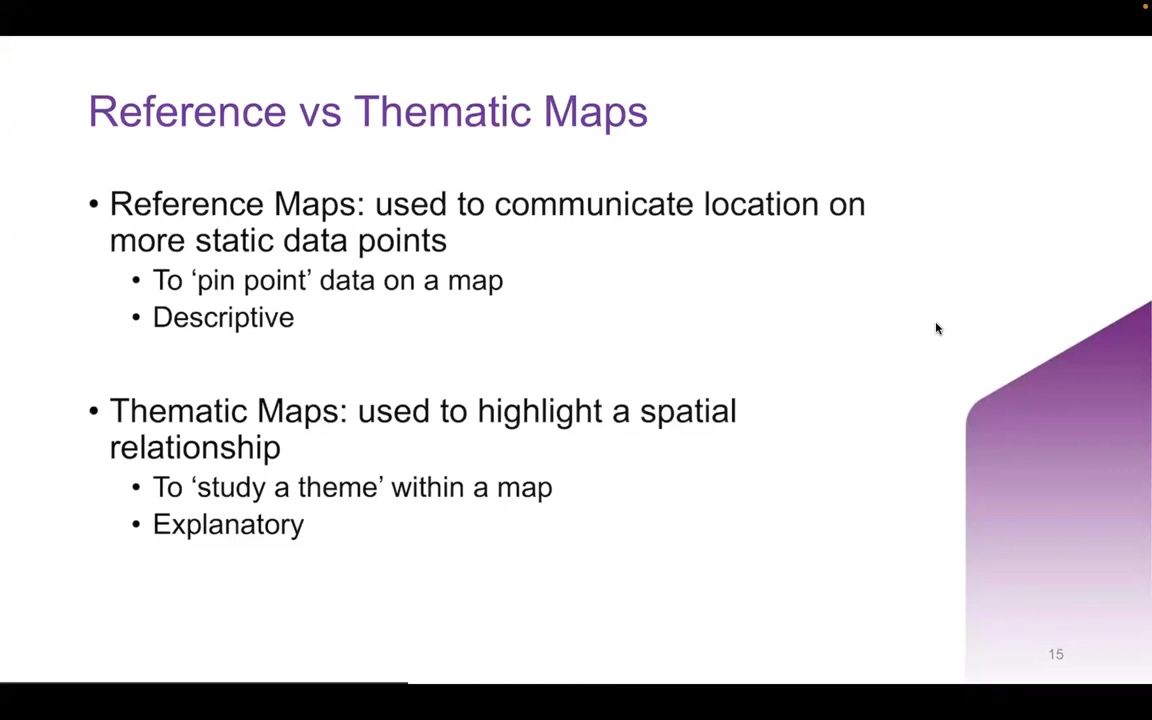 Reference vs Thematic Maps
• Reference Maps: used to communicate location on
more static data points
• To ‘pin point’ data on a map
• Descriptive
• Thematic Maps: used to highlight a spatial
relationship
• To ‘study a theme’ within a map
• Explanatory
15